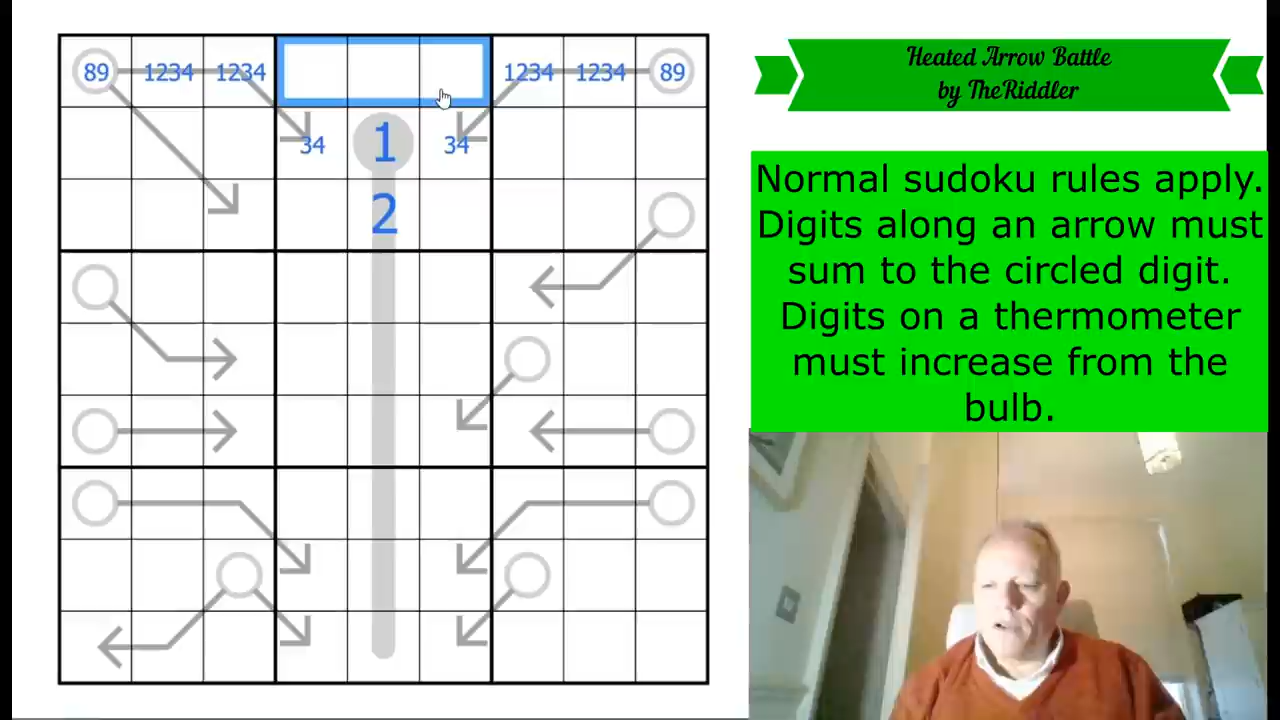 Heated Arrow Battle
by TheRiddler
Normal sudoku rules apply.
Digits along an arrow must
sum to the circled digit.
Digits on a thermometer
must increase from the
bulb.
89 1234 1234 1234 1234 89
34 1 34
2